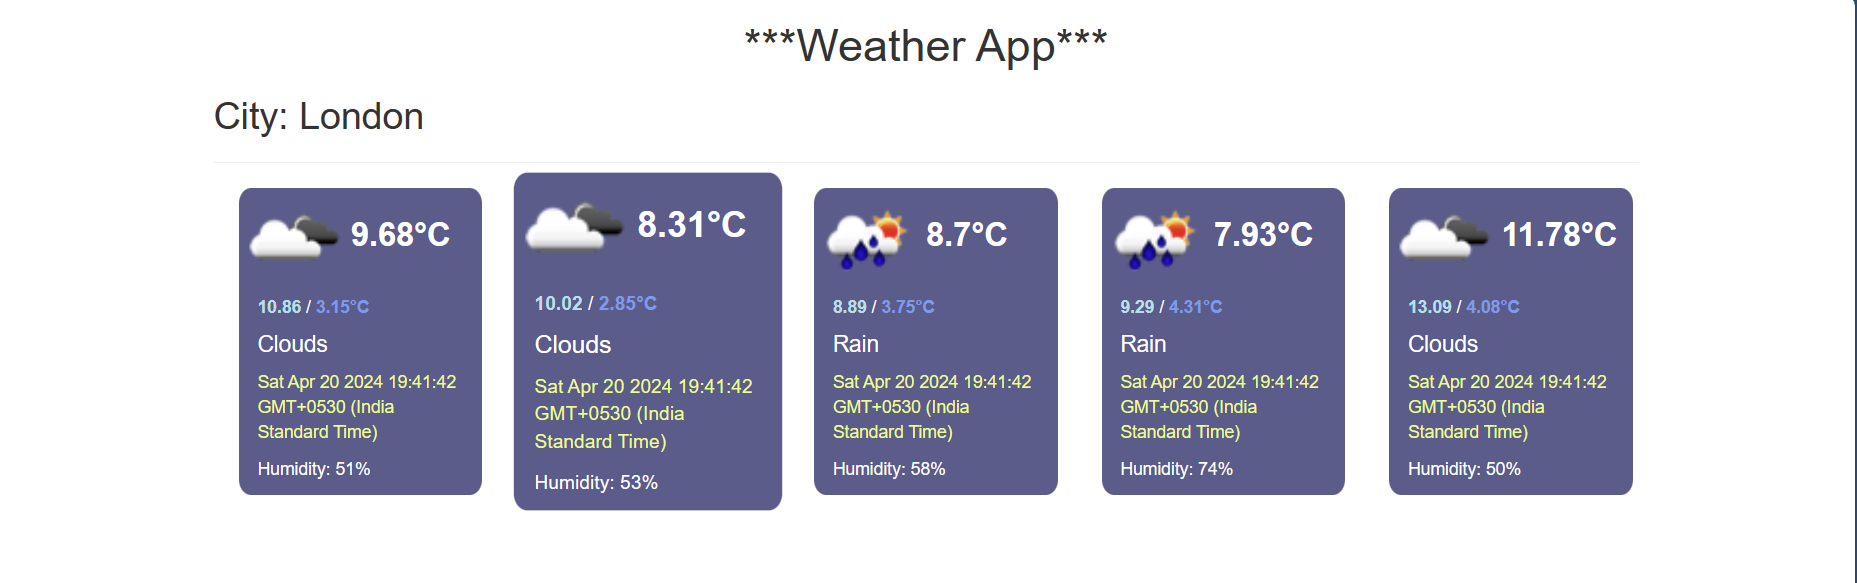 ***Weather App***
City: London
9.68°C
10.86 / 3.15°C
Clouds
Sat Apr 20 2024 19:41:42
GMT+0530 (India
Standard Time)
Humidity: 51%
8.31°C
10.02 / 2.85°C
Clouds
Sat Apr 20 2024 19:41:42
GMT+0530 (India
Standard Time)
Humidity: 53%
8.7°C
8.89 / 3.75°C
Rain
Sat Apr 20 2024 19:41:42
GMT+0530 (India
Standard Time)
Humidity: 58%
7.93°C
9.29 / 4.31°C
Rain
Sat Apr 20 2024 19:41:42
GMT+0530 (India
Standard Time)
Humidity: 74%
11.78°C
13.09 / 4.08°C
Clouds
Sat Apr 20 2024 19:41:42
GMT+0530 (India
Standard Time)
Humidity: 50%